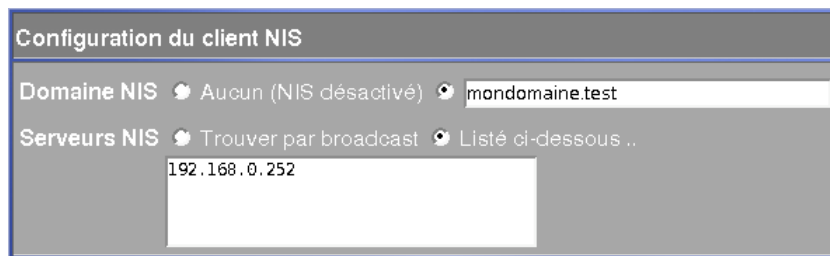 Configuration du client NIS
Domaine NIS Aucun (NIS désactivé) mondomaine.test
Serveurs NIS Trouver par broadcast Listé ci-dessous ..
192.168.0.252